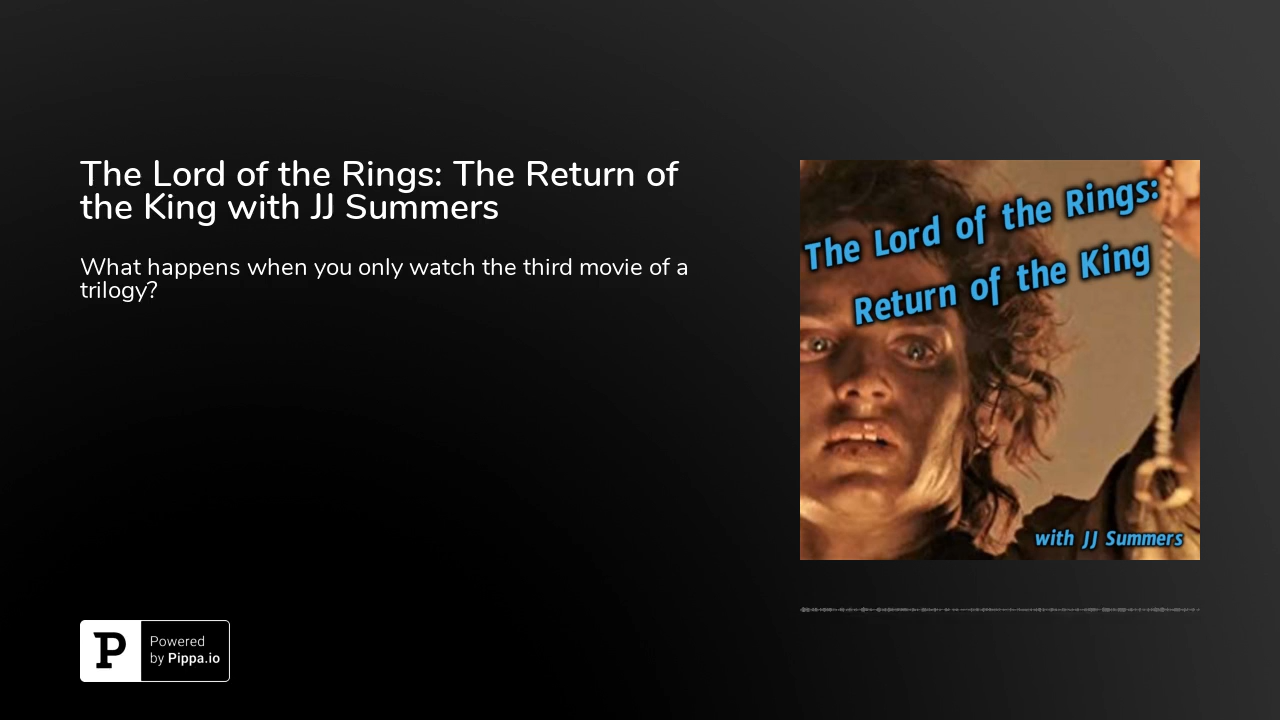 The Lord of the Rings: The Return of
the King with JJ Summers
What happens when you only watch the third movie of a
trilogy?
The Lord of the Rings:
Return of the King
with JJ Summers
P
Powered
by Pippa.io